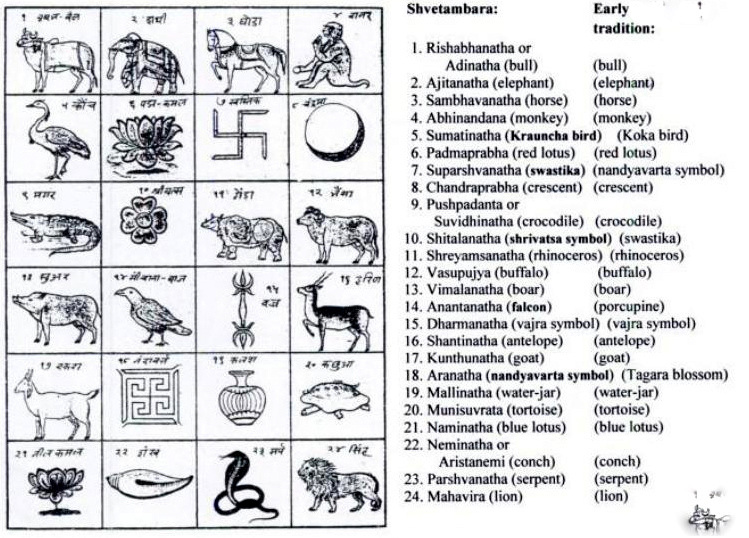 १ वृषभ-बैल
२ हाथी
३ घोडा
४ वानर
५ क्रौंच
६ पद्म-कमल
७ स्वस्तिक
८ चंद्रमा
९ मगर
१० श्रीवत्स
११ गेंडा
१२ भैंसा
१३ सुअर
१४ -बाज
१५ वज्र
१६ हरिण
१७ बकरा
१८ नंद्यावर्त
१९ कलश
२० कछुआ
२१ नील कमल
२२ शंख
२३ सर्प
२४ सिंह
Shvetambara: Early
tradition:
1. Rishabhanatha or
Adinatha (bull) (bull)
2. Ajitanatha (elephant) (elephant)
3. Sambhavanatha (horse) (horse)
4. Abhinandana (monkey) (monkey)
5. Sumatinatha (Krauncha bird) (Koka bird)
6. Padmaprabha (red lotus) (red lotus)
7. Suparshvanatha (swastika) (nandyavarta symbol)
8. Chandraprabha (crescent) (crescent)
9. Pushpadanta or
Suvidhinatha (crocodile) (crocodile)
10. Shitalanatha (shrivatsa symbol) (swastika)
11. Shreyamsanatha (rhinoceros) (rhinoceros)
12. Vasupujya (buffalo) (buffalo)
13. Vimalanatha (boar) (boar)
14. Anantanatha (falcon) (porcupine)
15. Dharmanatha (vajra symbol) (vajra symbol)
16. Shantinatha (antelope) (antelope)
17. Kunthunatha (goat) (goat)
18. Aranatha (nandyavarta symbol) (Tagara blossom)
19. Mallinatha (water-jar) (water-jar)
20. Munisuvrata (tortoise) (tortoise)
21. Naminatha (blue lotus) (blue lotus)
22. Neminatha or
Aristanemi (conch) (conch)
23. Parshvanatha (serpent) (serpent)
24. Mahavira (lion) (lion)